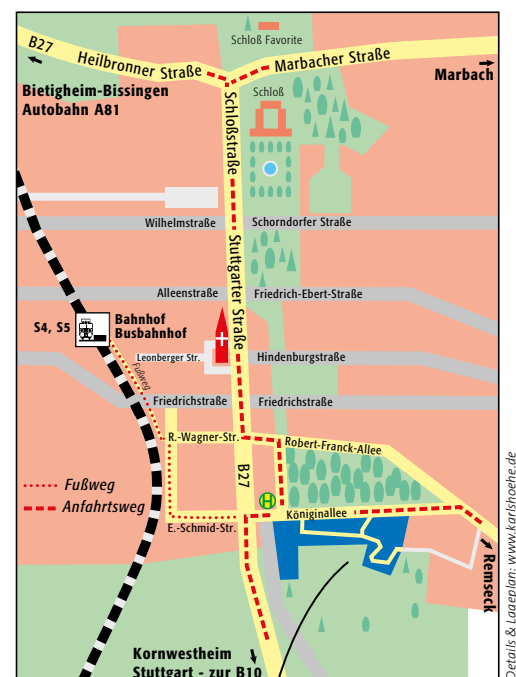 Schloß Favorite
B27
Heilbronner Straße
Marbacher Straße
Marbach
Bietigheim-Bissingen
Autobahn A81
Schloß
Schloßstraße
Wilhelmstraße
Schorndorfer Straße
Stuttgarter Straße
Alleenstraße
Friedrich-Ebert-Straße
S4, S5
Bahnhof
Busbahnhof
Leonberger Str.
Hindenburgstraße
Fußweg
Friedrichstraße
Friedrichstraße
R.-Wagner-Str.
Robert-Franck-Allee
B27
Fußweg
Anfahrtsweg
H
Königinallee
E.-Schmid-Str.
Remseck
Kornwestheim
Stuttgart - zur B10
Details & Lageplan: www.karlshoehe.de